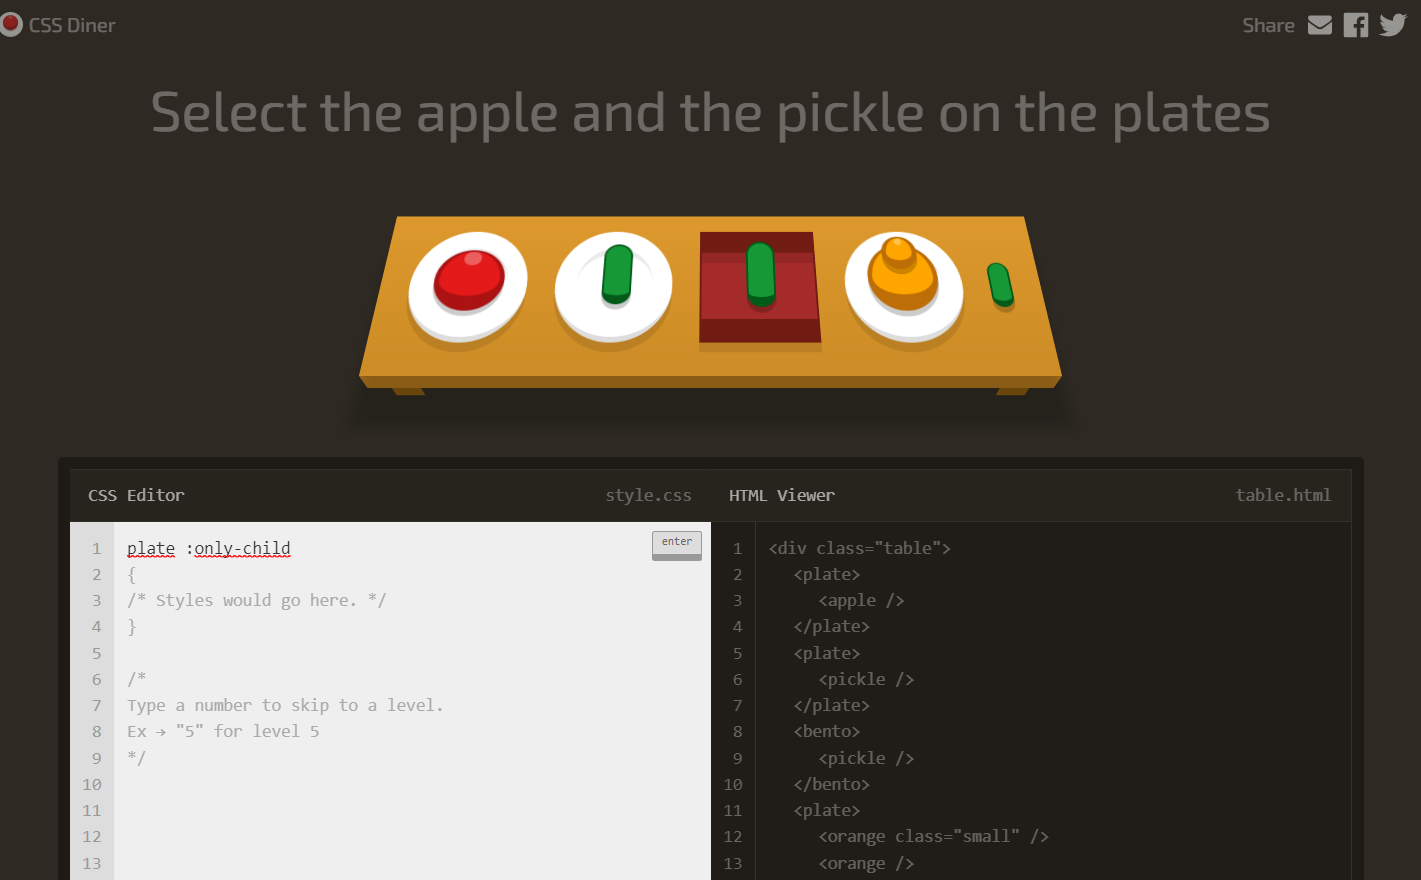 CSS Diner
Share
Select the apple and the pickle on the plates
CSS Editor
style.css
HTML Viewer
table.html
1 plate :only-child
enter
2 {
3 /* Styles would go here. */
4 }
5
6 /*
7 Type a number to skip to a level.
8 Ex → "5" for level 5
9 */
10
11
12
13
1 <div class="table">
2 <plate>
3 <apple />
4 </plate>
5 <plate>
6 <pickle />
7 </plate>
8 <bento>
9 <pickle />
10 </bento>
11 <plate>
12 <orange class="small" />
13 <orange />